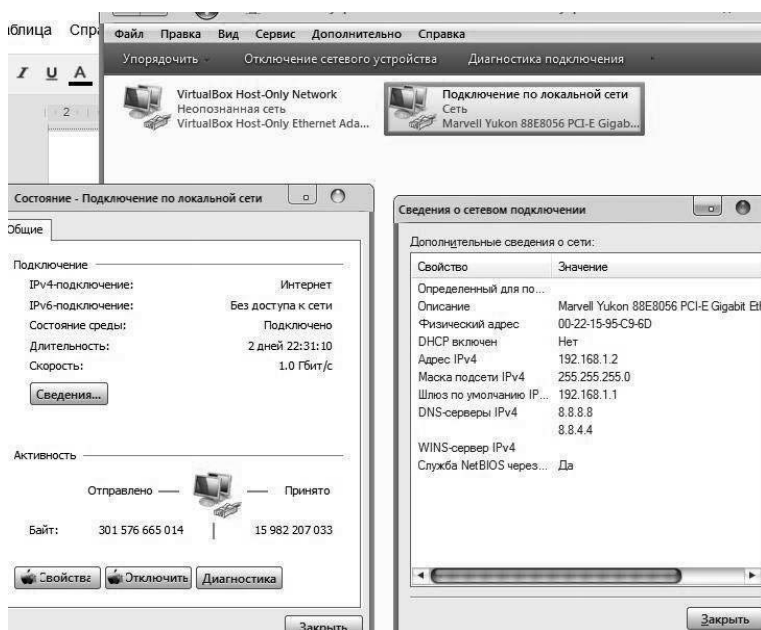 Спр
Файл Правка Вид Сервис Дополнительно Справка
Упорядочить Отключение сетевого устройства Диагностика подключения
I U A
2
VirtualBox Host-Only Network
Неопознанная сеть
VirtualBox Host-Only Ethernet Ada...
Подключение по локальной сети
Сеть
Marvell Yukon 88E8056 PCI-E Gigab...
Состояние - Подключение по локальной сети
Общие
Подключение
IPv4-подключение: Интернет
IPv6-подключение: Без доступа к сети
Состояние среды: Подключено
Длительность: 2 дней 22:31:10
Скорость: 1.0 Гбит/с
Сведения...
Активность
Отправлено — — Принято
Байт: 301 576 665 014 | 15 982 207 033
Свойства Отключить Диагностика
Закрыть
Сведения о сетевом подключении
Дополнительные сведения о сети:
Свойство Значение
Определенный для по...
Описание Marvell Yukon 88E8056 PCI-E Gigabit Etl
Физический адрес 00-22-15-95-C9-6D
DHCP включен Нет
Адрес IPv4 192.168.1.2
Маска подсети IPv4 255.255.255.0
Шлюз по умолчанию IP... 192.168.1.1
DNS-серверы IPv4 8.8.8.8
8.8.4.4
WINS-сервер IPv4
Служба NetBIOS через... Да
Закрыть